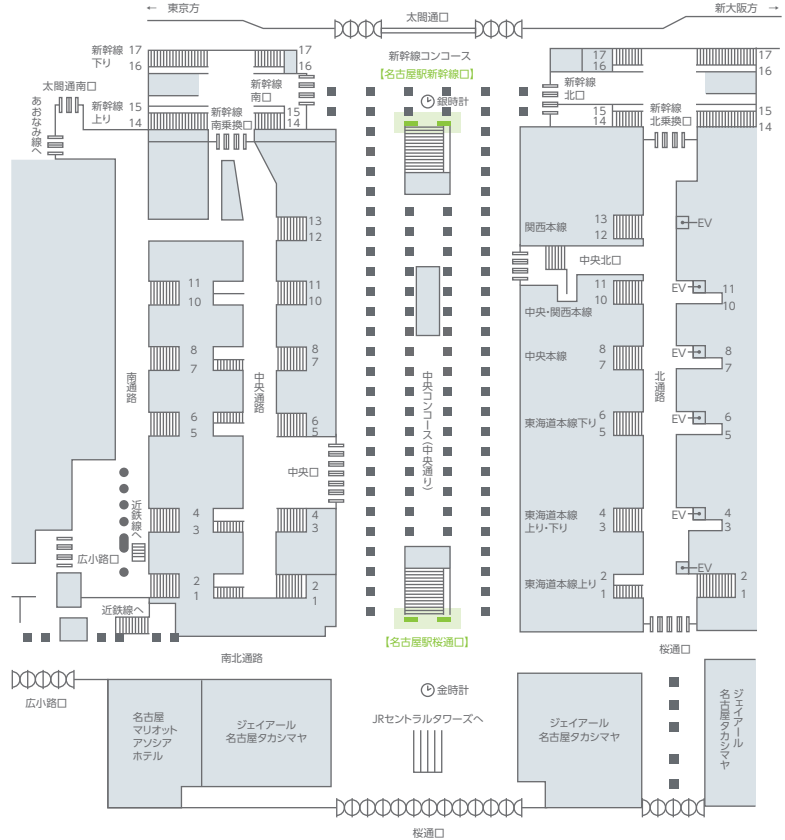 ← 東京方
太閤通口
新大阪方 →
新幹線
下り
17
16
17
16
新幹線コンコース
【名古屋駅新幹線口】
17
16
17
16
太閤通南口
新幹線
南口
新幹線
北口
あおなみ線へ
新幹線
上り
15
14
新幹線
南乗換口
15
14
銀時計
15
14
新幹線
北乗換口
15
14
13
12
関西本線
13
12
EV
中央北口
11
10
11
10
中央・関西本線
11
10
EV
11
10
南通路
8
7
中央通路
8
7
中央コンコース(中央通り)
中央本線
8
7
北通路
EV
8
7
6
5
6
5
東海道本線下り
6
5
EV
6
5
中央口
近鉄線へ
4
3
4
3
東海道本線
上り・下り
4
3
EV
4
3
広小路口
2
1
2
1
東海道本線上り
2
1
EV
2
1
近鉄線へ
【名古屋駅桜通口】
桜通口
南北通路
広小路口
金時計
名古屋
マリオット
アソシア
ホテル
ジェイアール
名古屋タカシマヤ
JRセントラルタワーズへ
ジェイアール
名古屋タカシマヤ
ジェイアール
名古屋タカシマヤ
桜通口